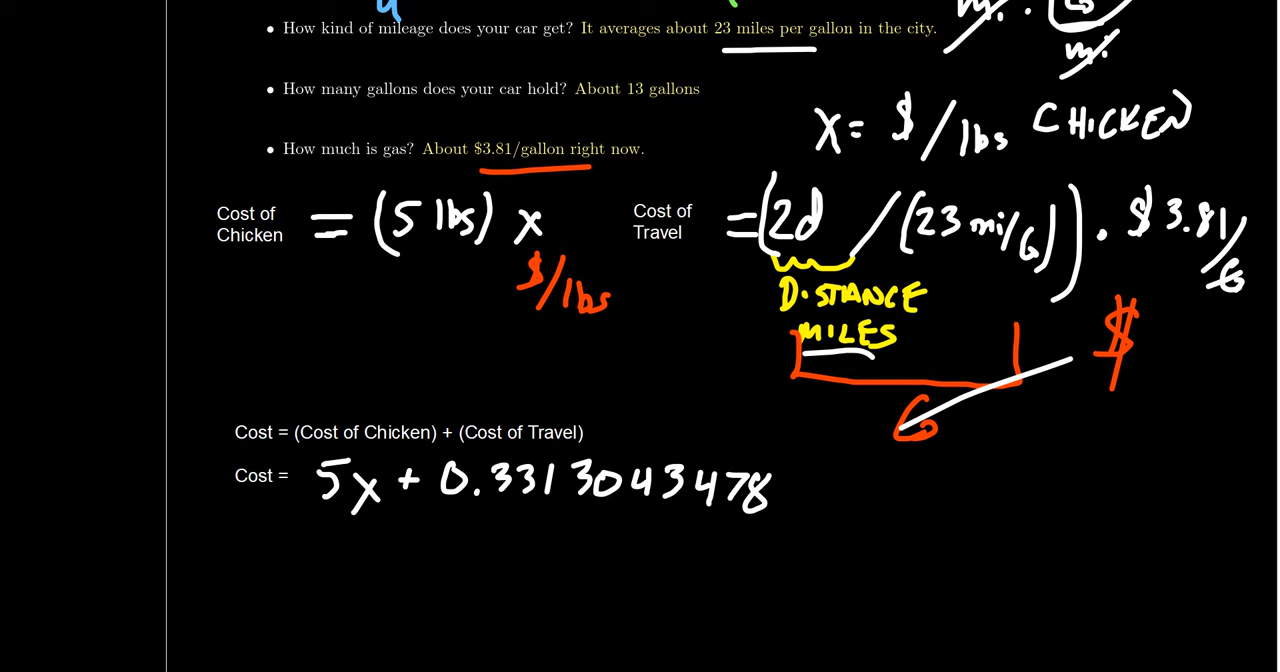 • How kind of mileage does your car get? It averages about 23 miles per gallon in the city.
mi.
mi.
• How many gallons does your car hold? About 13 gallons
x = $/lbs CHICKEN
• How much is gas? About $3.81/gallon right now.
Cost of Chicken = (5 lbs) x
$/lbs
Cost of Travel = (2d / (23 mi/G)) · $3.81/G
DISTANCE
MILES
G
$
Cost = (Cost of Chicken) + (Cost of Travel)
Cost = 5x + 0.3313043478